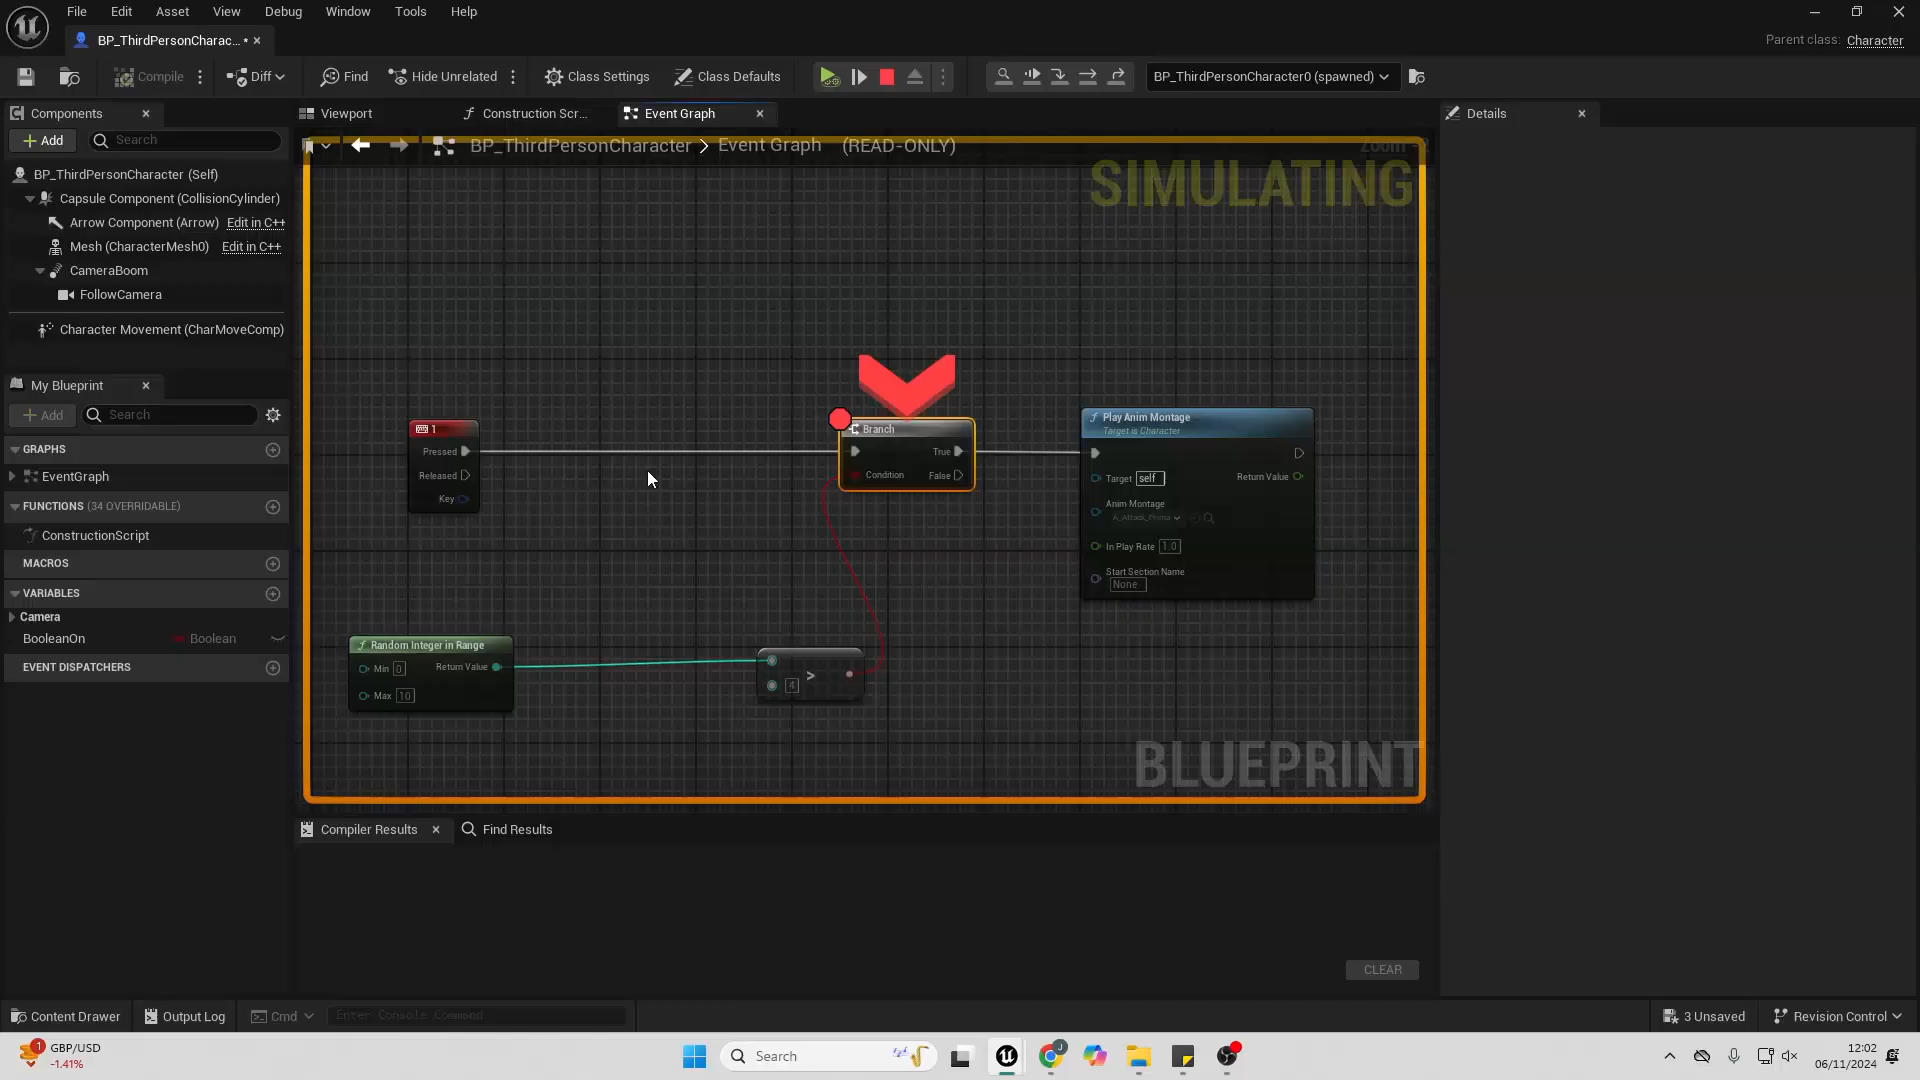 File Edit Asset View Debug Window Tools Help
BP_ThirdPersonCharac... •
Parent class: Character
Compile Diff Find Hide Unrelated Class Settings Class Defaults BP_ThirdPersonCharacter0 (spawned)
Components
Viewport
Construction Scr...
Event Graph
Details
Add Search
BP_ThirdPersonCharacter > Event Graph (READ-ONLY)
SIMULATING
BP_ThirdPersonCharacter (Self)
Capsule Component (CollisionCylinder)
Arrow Component (Arrow) Edit in C++
Mesh (CharacterMesh0) Edit in C++
CameraBoom
FollowCamera
Character Movement (CharMoveComp)
My Blueprint
Add Search
GRAPHS
EventGraph
FUNCTIONS (34 OVERRIDABLE)
ConstructionScript
MACROS
VARIABLES
Camera
BooleanOn Boolean
EVENT DISPATCHERS
1
Pressed
Released
Key
Branch
True
Condition False
Play Anim Montage
Target is Character
Target self
Return Value
Anim Montage
A_Attack_Prima
In Play Rate 1.0
Start Section Name
None
Random Integer in Range
Min 0 Return Value
Max 10
>
4
BLUEPRINT
Compiler Results
Find Results
CLEAR
Content Drawer Output Log Cmd Enter Console Command
3 Unsaved Revision Control
1
GBP/USD
-1.41%
Search
12:02
06/11/2024